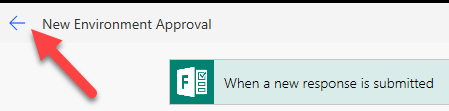 New Environment Approval
When a new response is submitted